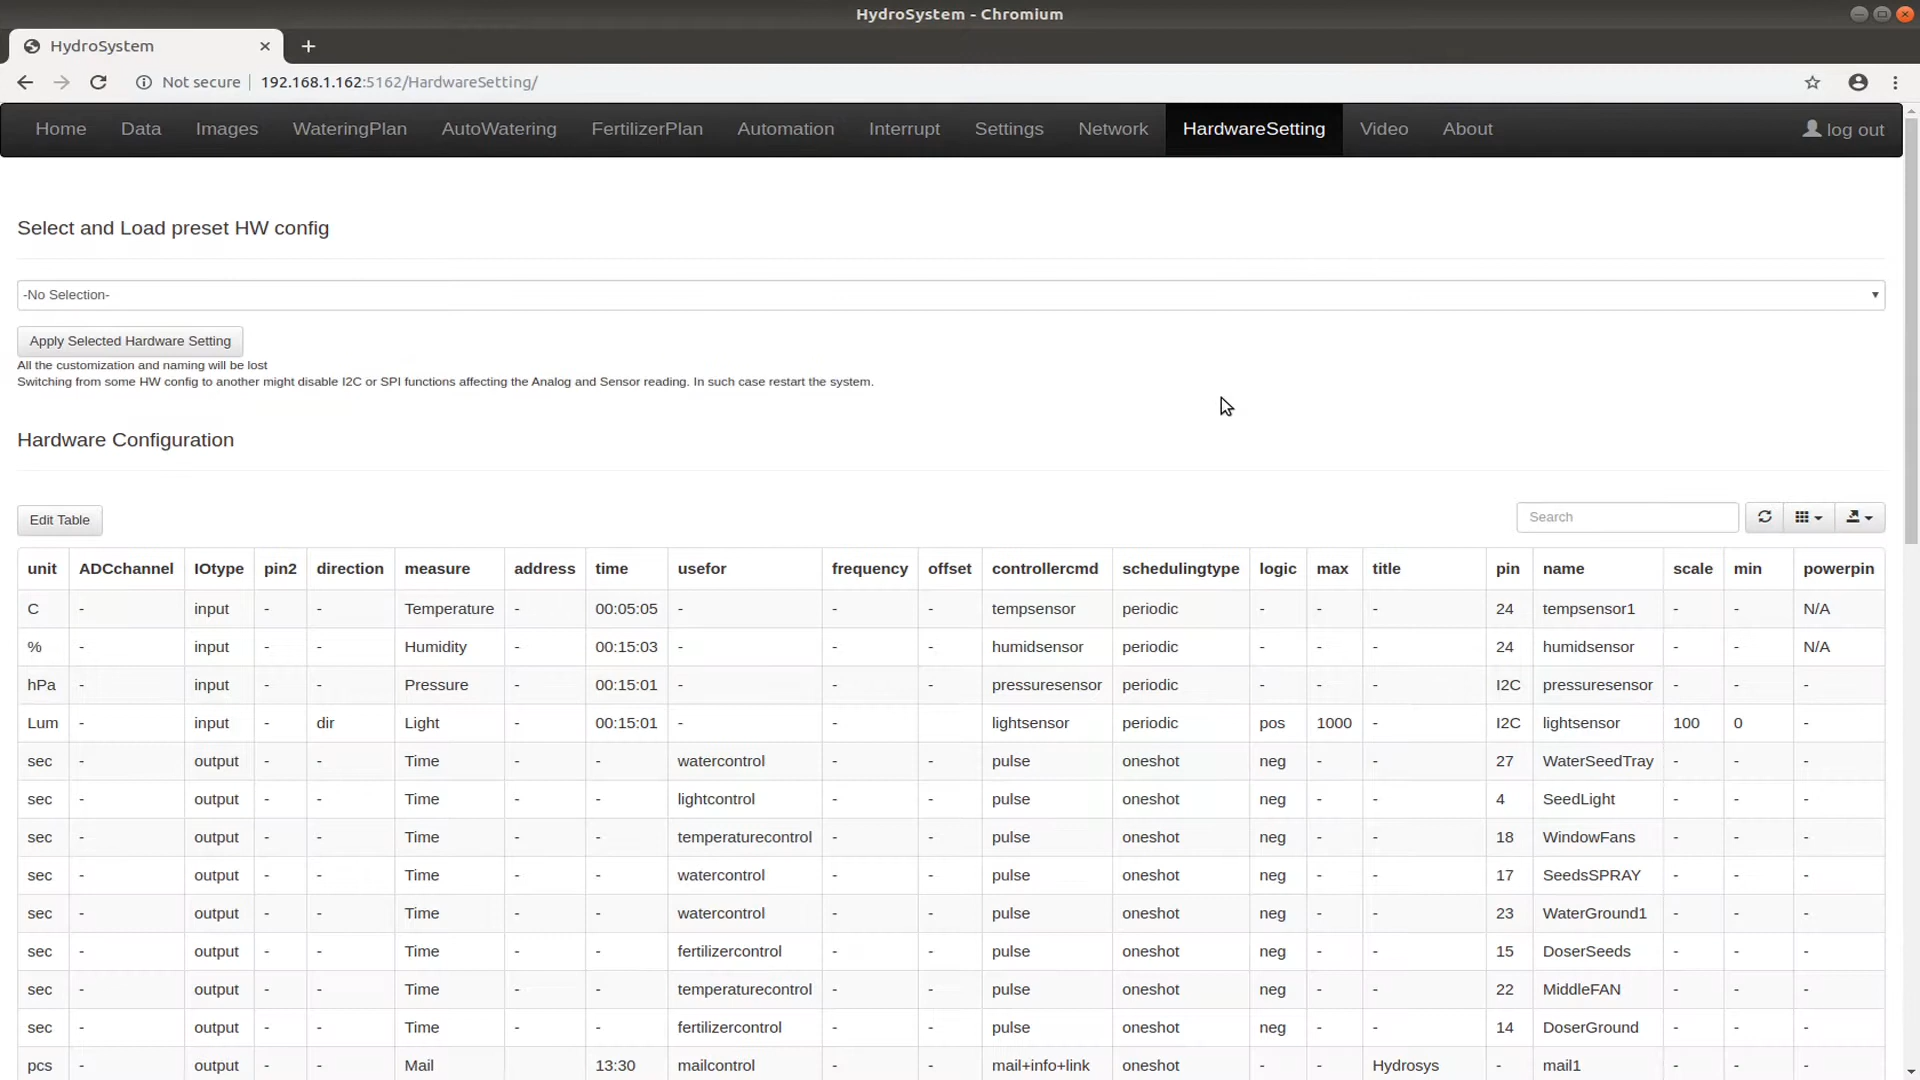 HydroSystem - Chromium
HydroSystem
Not secure 192.168.1.162:5162/HardwareSetting/
Home Data Images WateringPlan AutoWatering FertilizerPlan Automation Interrupt Settings Network HardwareSetting Video About log out
Select and Load preset HW config
-No Selection-
Apply Selected Hardware Setting
All the customization and naming will be lost
Switching from some HW config to another might disable I2C or SPI functions affecting the Analog and Sensor reading. In such case restart the system.
Hardware Configuration
Edit Table Search
unit ADCchannel IOtype pin2 direction measure address time usefor frequency offset controllercmd schedulingtype logic max title pin name scale min powerpin
C - input - - Temperature - 00:05:05 - - - tempsensor periodic - - - 24 tempsensor1 - - N/A
% - input - - Humidity - 00:15:03 - - - humidsensor periodic - - - 24 humidsensor - - N/A
hPa - input - - Pressure - 00:15:01 - - - pressuresensor periodic - - - I2C pressuresensor - - -
Lum - input - dir Light - 00:15:01 - - lightsensor periodic pos 1000 - I2C lightsensor 100 0 -
sec - output - - Time - - watercontrol - - pulse oneshot neg - - 27 WaterSeedTray - - -
sec - output - - Time - - lightcontrol - - pulse oneshot neg - - 4 SeedLight - - -
sec - output - - Time - - temperaturecontrol - - pulse oneshot neg - - 18 WindowFans - - -
sec - output - - Time - - watercontrol - - pulse oneshot neg - - 17 SeedsSPRAY - - -
sec - output - - Time - - watercontrol - - pulse oneshot neg - - 23 WaterGround1 - - -
sec - output - - Time - - fertilizercontrol - - pulse oneshot neg - - 15 DoserSeeds - - -
sec - output - - Time - - temperaturecontrol - - pulse oneshot neg - - 22 MiddleFAN - - -
sec - output - - Time - - fertilizercontrol - - pulse oneshot neg - - 14 DoserGround - - -
pcs - output - - Mail 13:30 mailcontrol - - mail+info+link oneshot - - Hydrosys - mail1 - - -